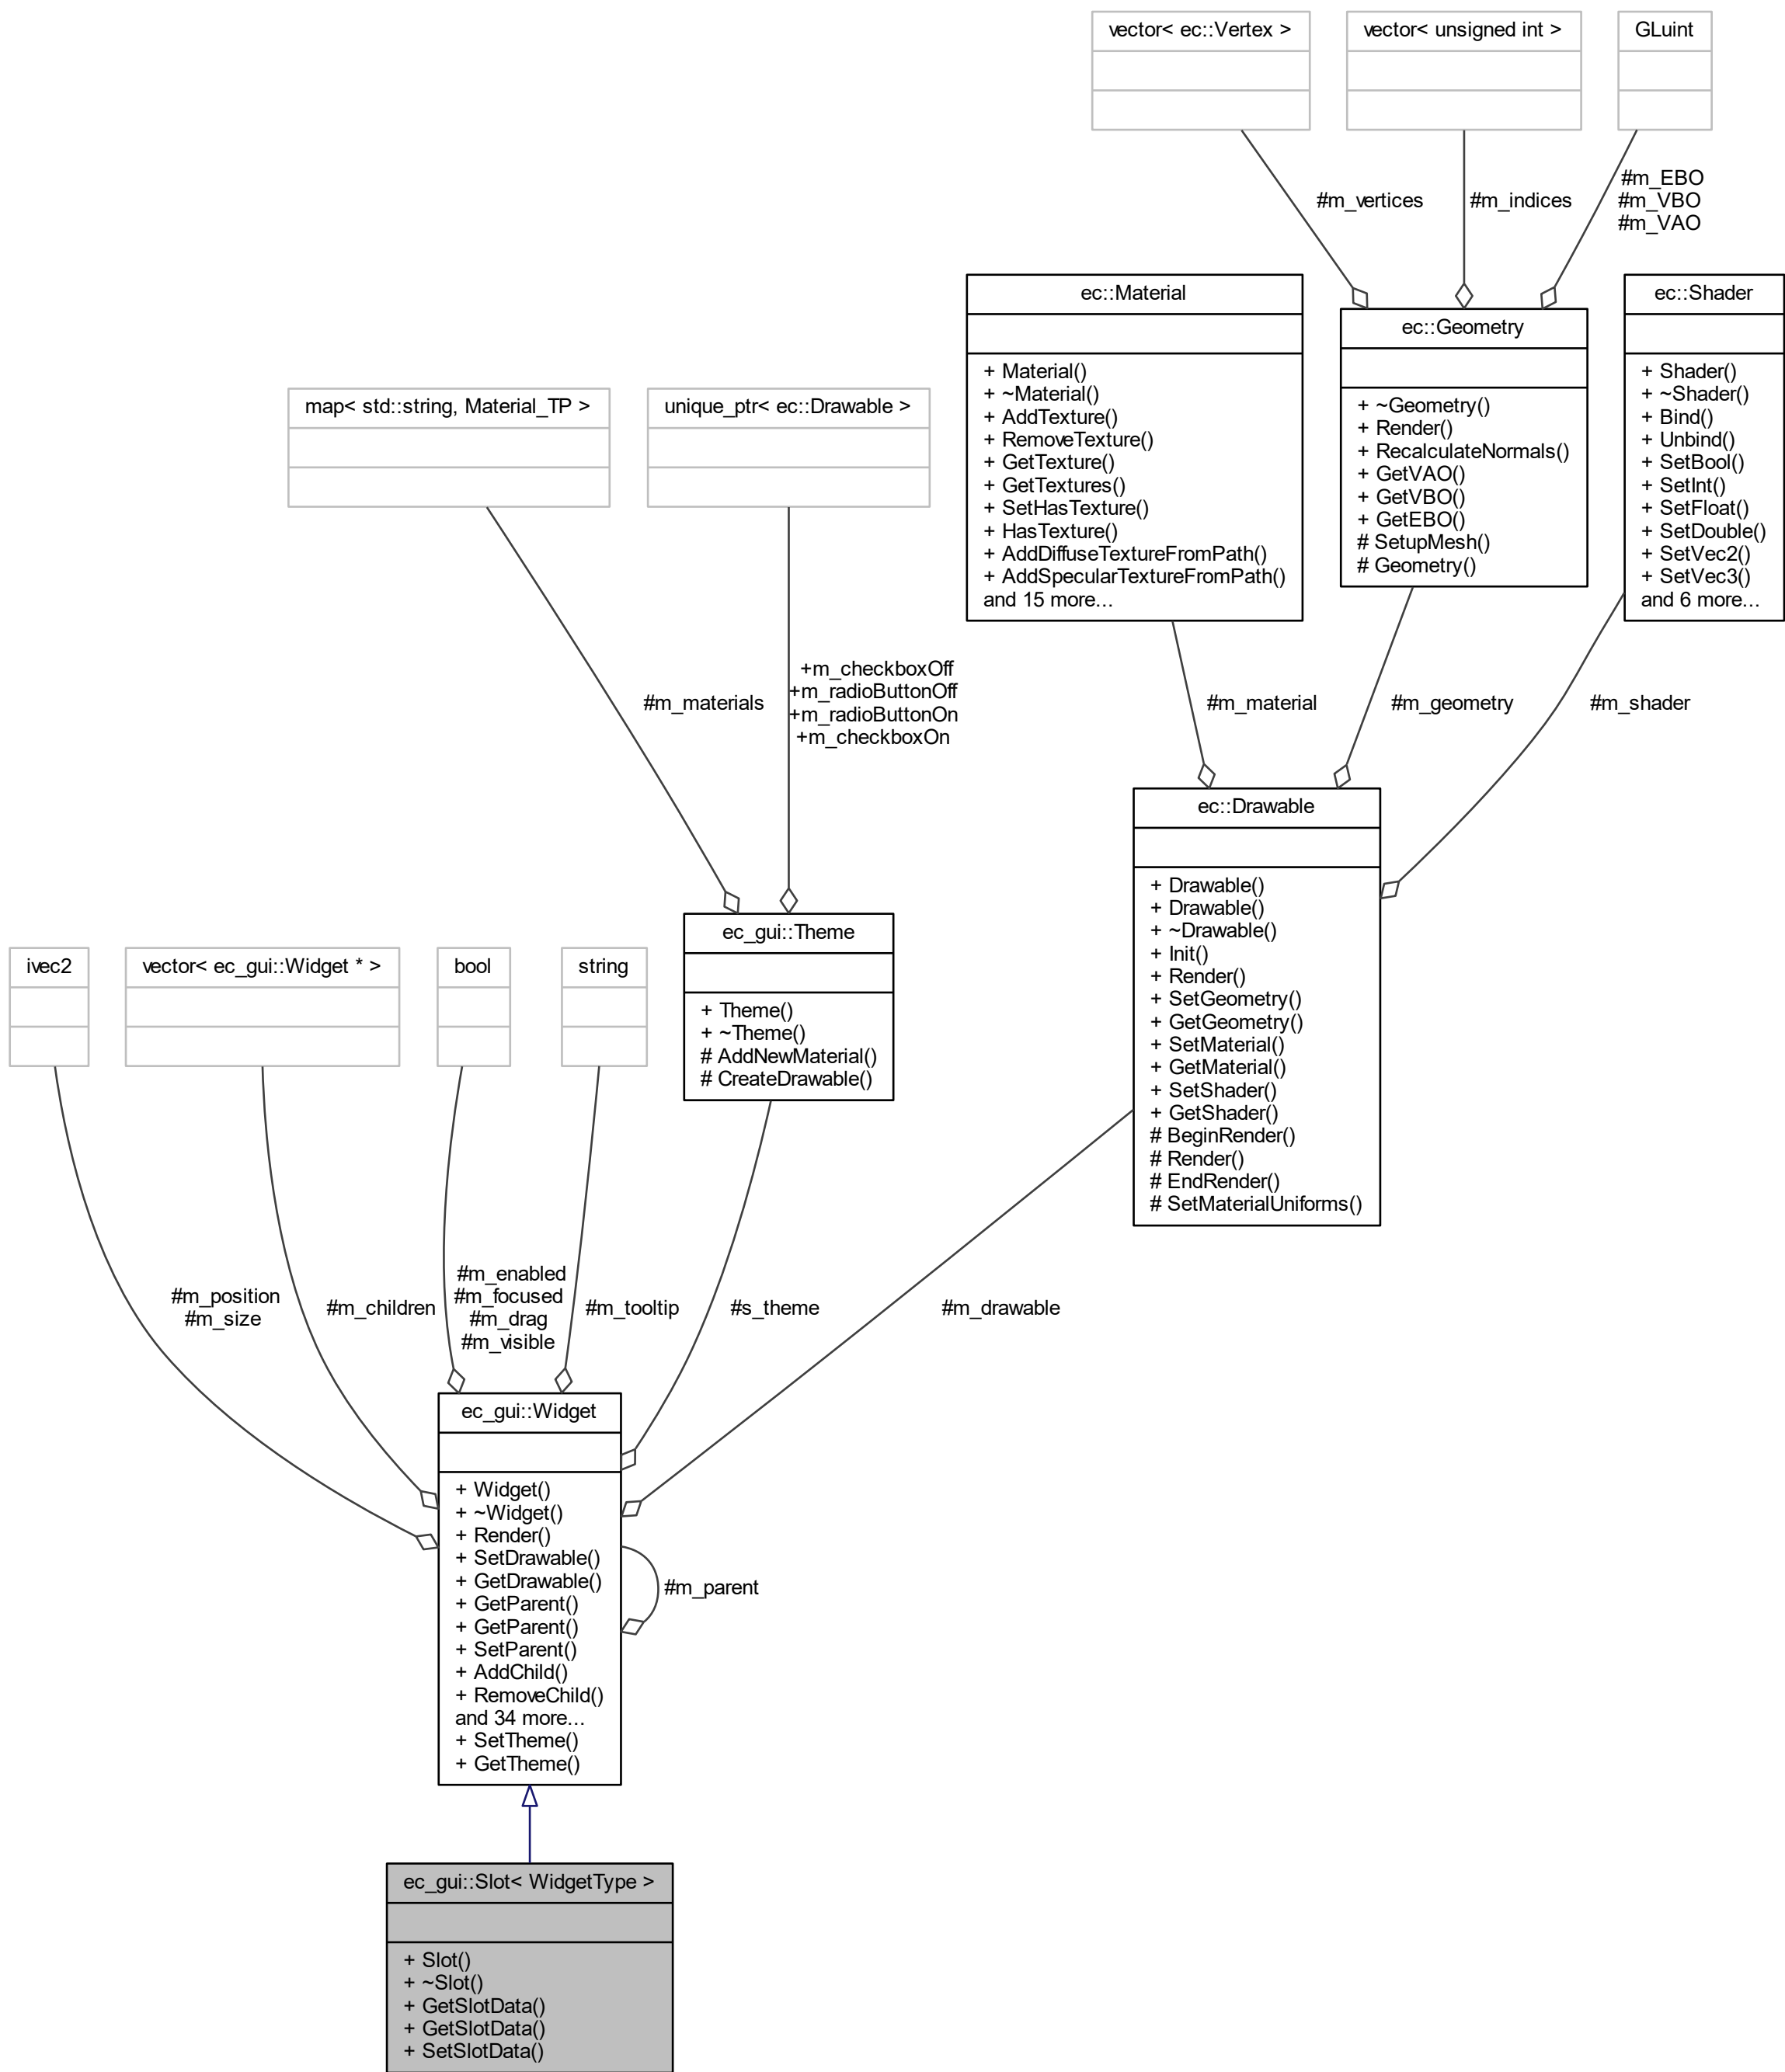 vector< ec::Vertex >
vector< unsigned int >
GLuint
#m_vertices
#m_indices
#m_EBO
#m_VBO
#m_VAO
ec::Material
+ Material()
+ ~Material()
+ AddTexture()
+ RemoveTexture()
+ GetTexture()
+ GetTextures()
+ SetHasTexture()
+ HasTexture()
+ AddDiffuseTextureFromPath()
+ AddSpecularTextureFromPath()
and 15 more...
ec::Geometry
+ ~Geometry()
+ Render()
+ RecalculateNormals()
+ GetVAO()
+ GetVBO()
+ GetEBO()
# SetupMesh()
# Geometry()
ec::Shader
+ Shader()
+ ~Shader()
+ Bind()
+ Unbind()
+ SetBool()
+ SetInt()
+ SetFloat()
+ SetDouble()
+ SetVec2()
+ SetVec3()
and 6 more...
map< std::string, Material_TP >
unique_ptr< ec::Drawable >
#m_materials
+m_checkboxOff
+m_radioButtonOff
+m_radioButtonOn
+m_checkboxOn
#m_material
#m_geometry
#m_shader
ec::Drawable
+ Drawable()
+ Drawable()
+ ~Drawable()
+ Init()
+ Render()
+ SetGeometry()
+ GetGeometry()
+ SetMaterial()
+ GetMaterial()
+ SetShader()
+ GetShader()
# BeginRender()
# Render()
# EndRender()
# SetMaterialUniforms()
ivec2
vector< ec_gui::Widget * >
bool
string
ec_gui::Theme
+ Theme()
+ ~Theme()
# AddNewMaterial()
# CreateDrawable()
#m_position
#m_size
#m_children
#m_enabled
#m_focused
#m_drag
#m_visible
#m_tooltip
#s_theme
#m_drawable
ec_gui::Widget
+ Widget()
+ ~Widget()
+ Render()
+ SetDrawable()
+ GetDrawable()
+ GetParent()
+ GetParent()
+ SetParent()
+ AddChild()
+ RemoveChild()
and 34 more...
+ SetTheme()
+ GetTheme()
#m_parent
ec_gui::Slot< WidgetType >
+ Slot()
+ ~Slot()
+ GetSlotData()
+ GetSlotData()
+ SetSlotData()